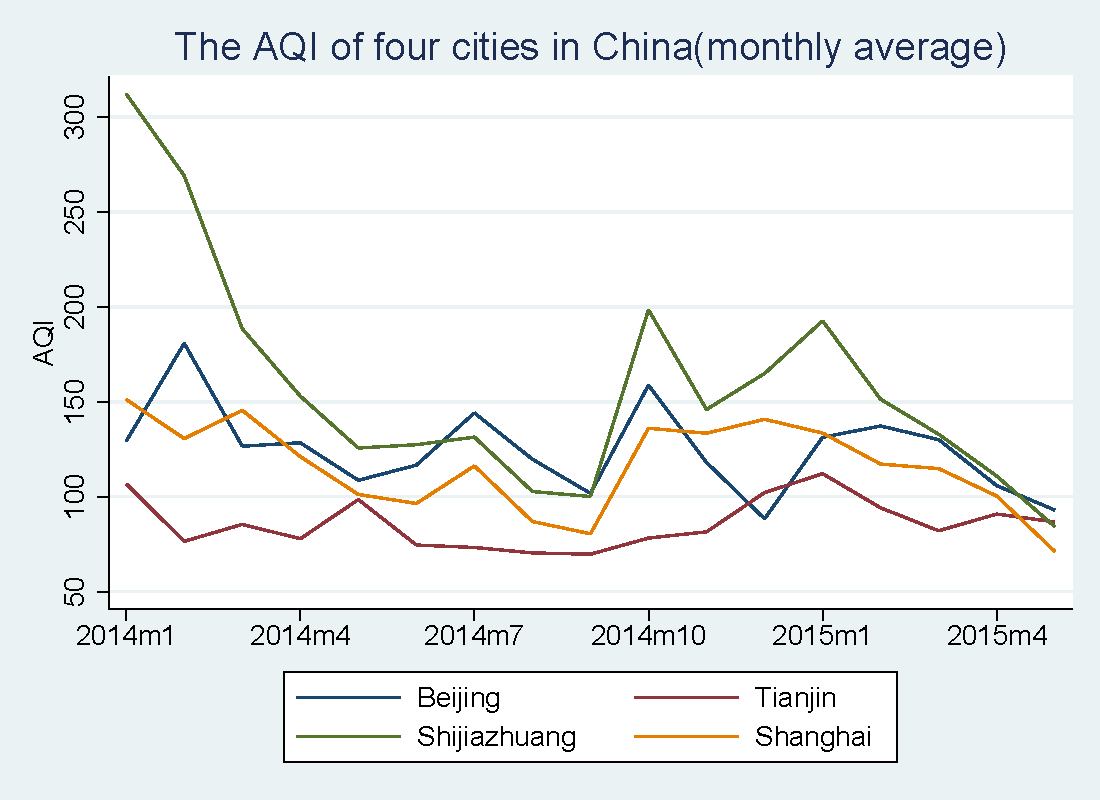 The AQI of four cities in China(monthly average)
AQI
300
250
200
150
100
50
2014m1 2014m4 2014m7 2014m10 2015m1 2015m4
Beijing Tianjin
Shijiazhuang Shanghai